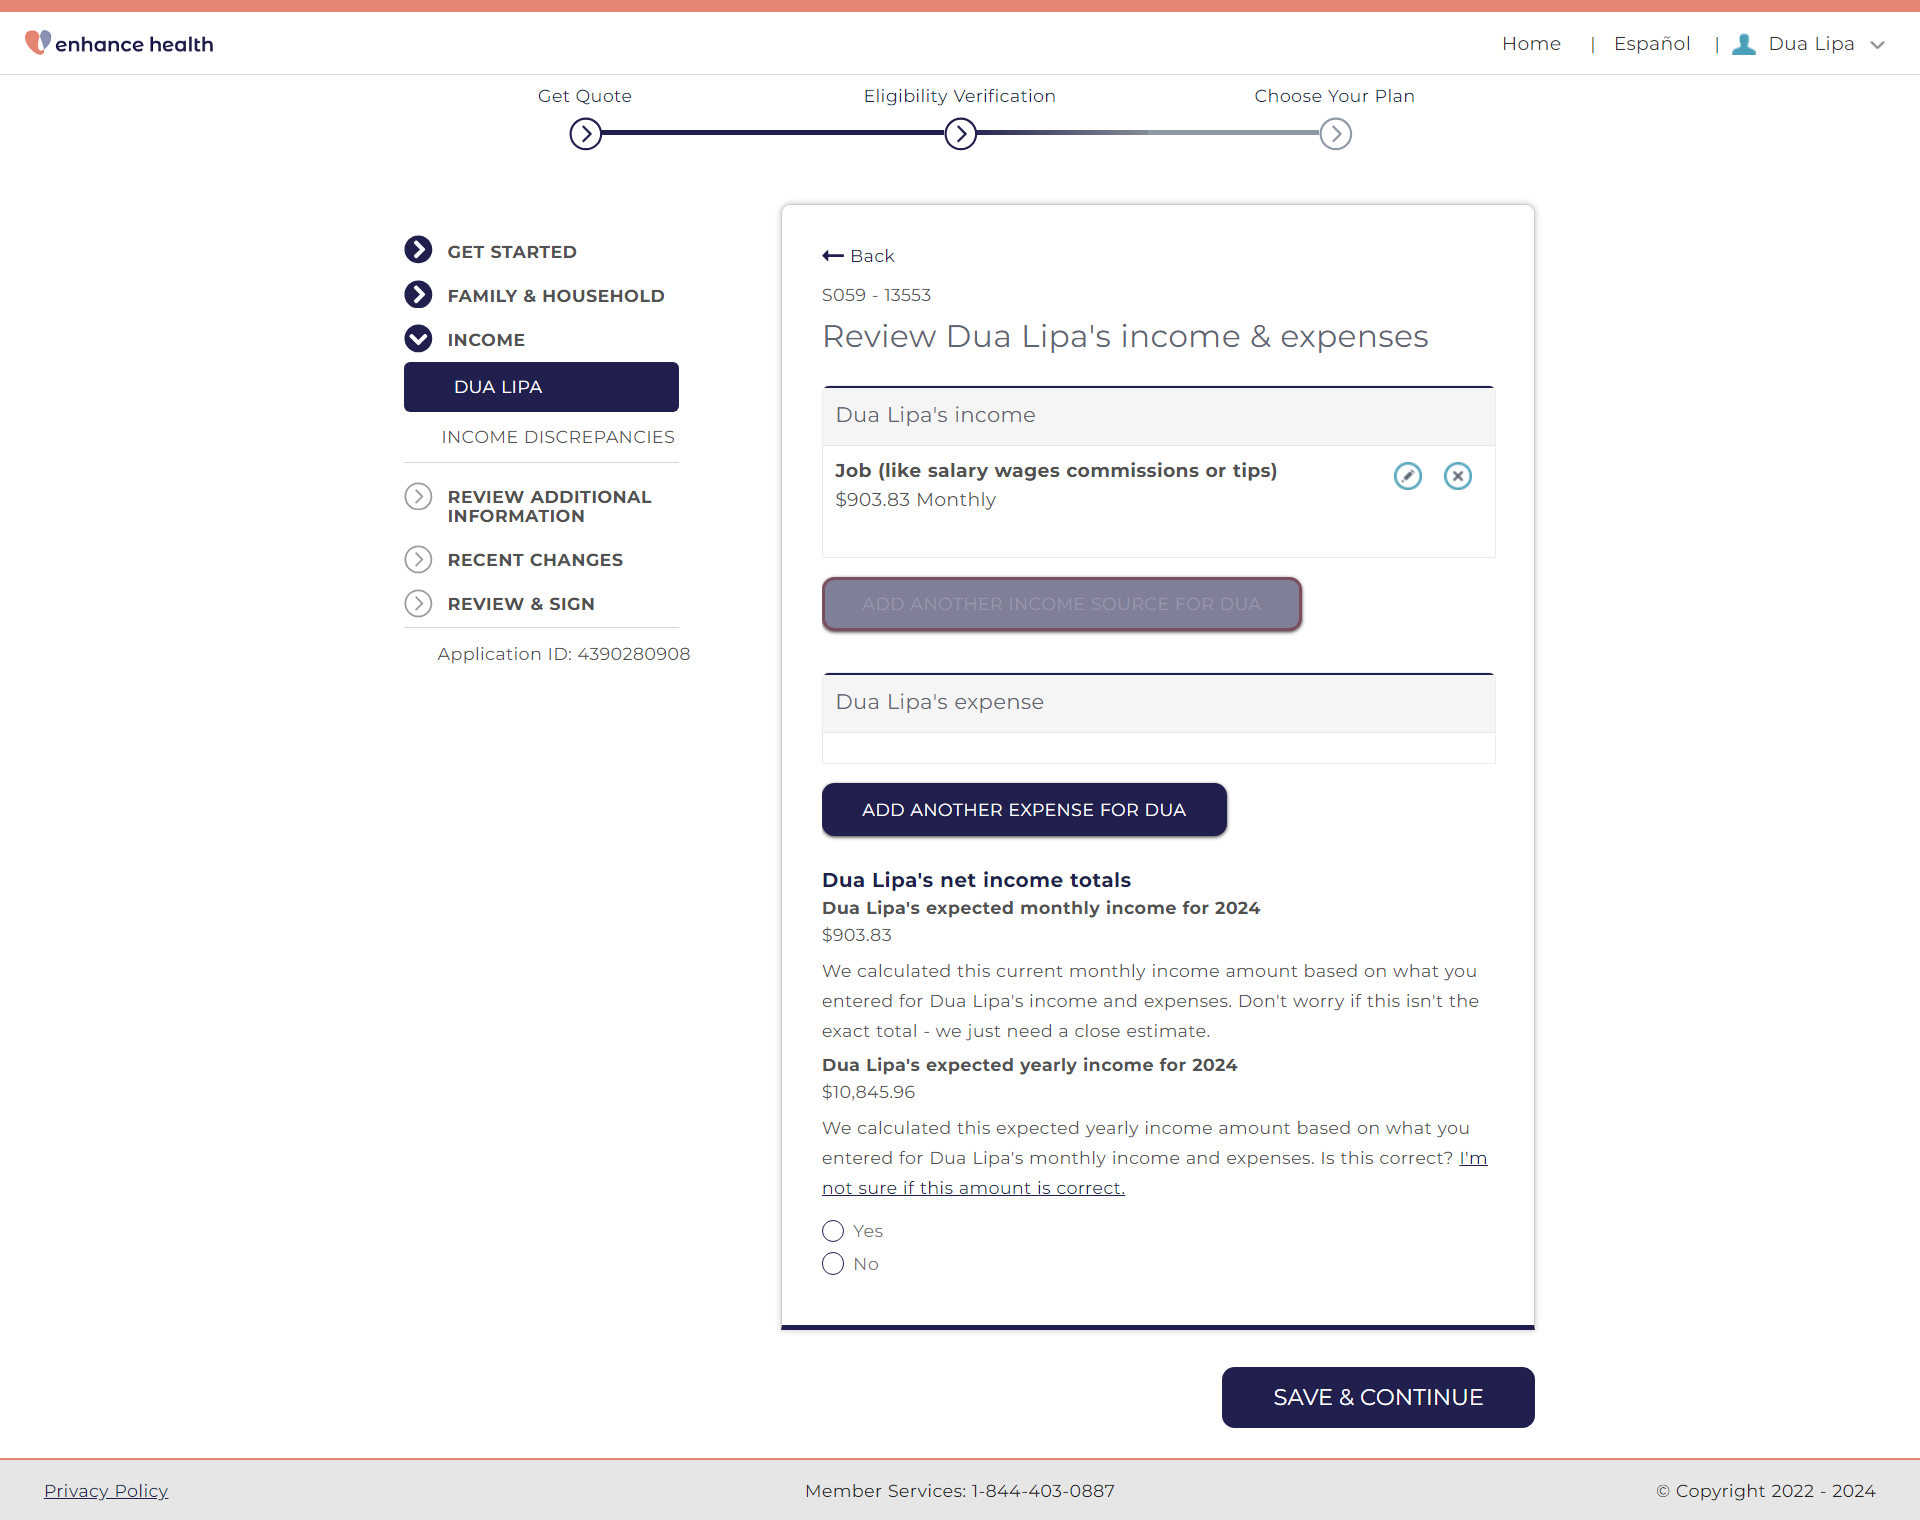 enhance health
Home | Español | Dua Lipa
Get Quote
Eligibility Verification
Choose Your Plan
GET STARTED
FAMILY & HOUSEHOLD
INCOME
DUA LIPA
INCOME DISCREPANCIES
REVIEW ADDITIONAL
INFORMATION
RECENT CHANGES
REVIEW & SIGN
Application ID: 4390280908
Back
S059 - 13553
Review Dua Lipa's income & expenses
Dua Lipa's income
Job (like salary wages commissions or tips)
$903.83 Monthly
ADD ANOTHER INCOME SOURCE FOR DUA
Dua Lipa's expense
ADD ANOTHER EXPENSE FOR DUA
Dua Lipa's net income totals
Dua Lipa's expected monthly income for 2024
$903.83
We calculated this current monthly income amount based on what you
entered for Dua Lipa's income and expenses. Don't worry if this isn't the
exact total - we just need a close estimate.
Dua Lipa's expected yearly income for 2024
$10,845.96
We calculated this expected yearly income amount based on what you
entered for Dua Lipa's monthly income and expenses. Is this correct? I'm
not sure if this amount is correct.
Yes
No
SAVE & CONTINUE
Privacy Policy
Member Services: 1-844-403-0887
© Copyright 2022 - 2024